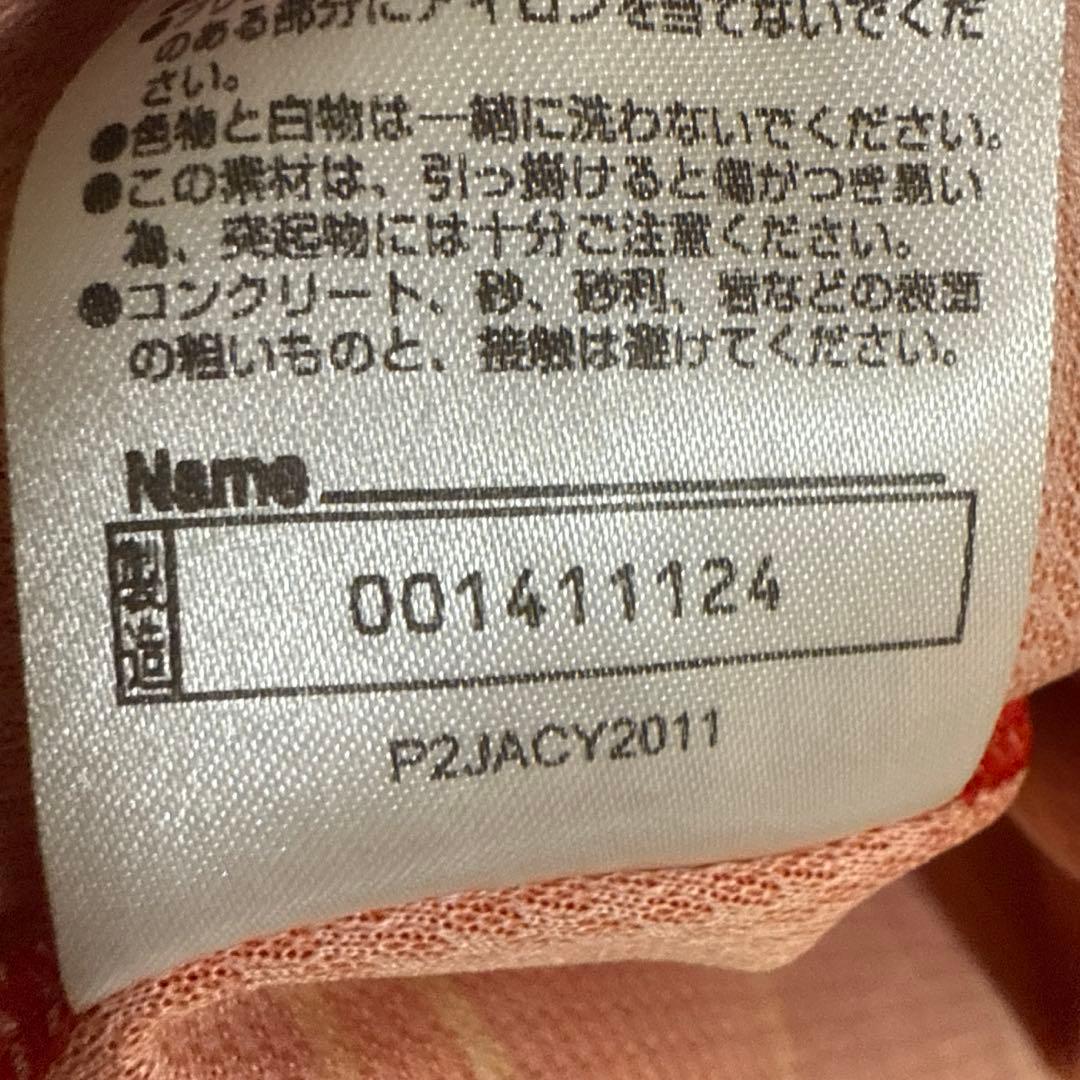 のある部分にアイロンを当てないでくだ
さい。
●色物と白物は一緒に洗わないでください。
●この素材は、引っ掛けると傷がつき易い
為、突起物には十分ご注意ください。
●コンクリート、砂、砂利、岩などの表面
の粗いものと、接触は避けてください。
Name
製造 001411124
P2JACY2011